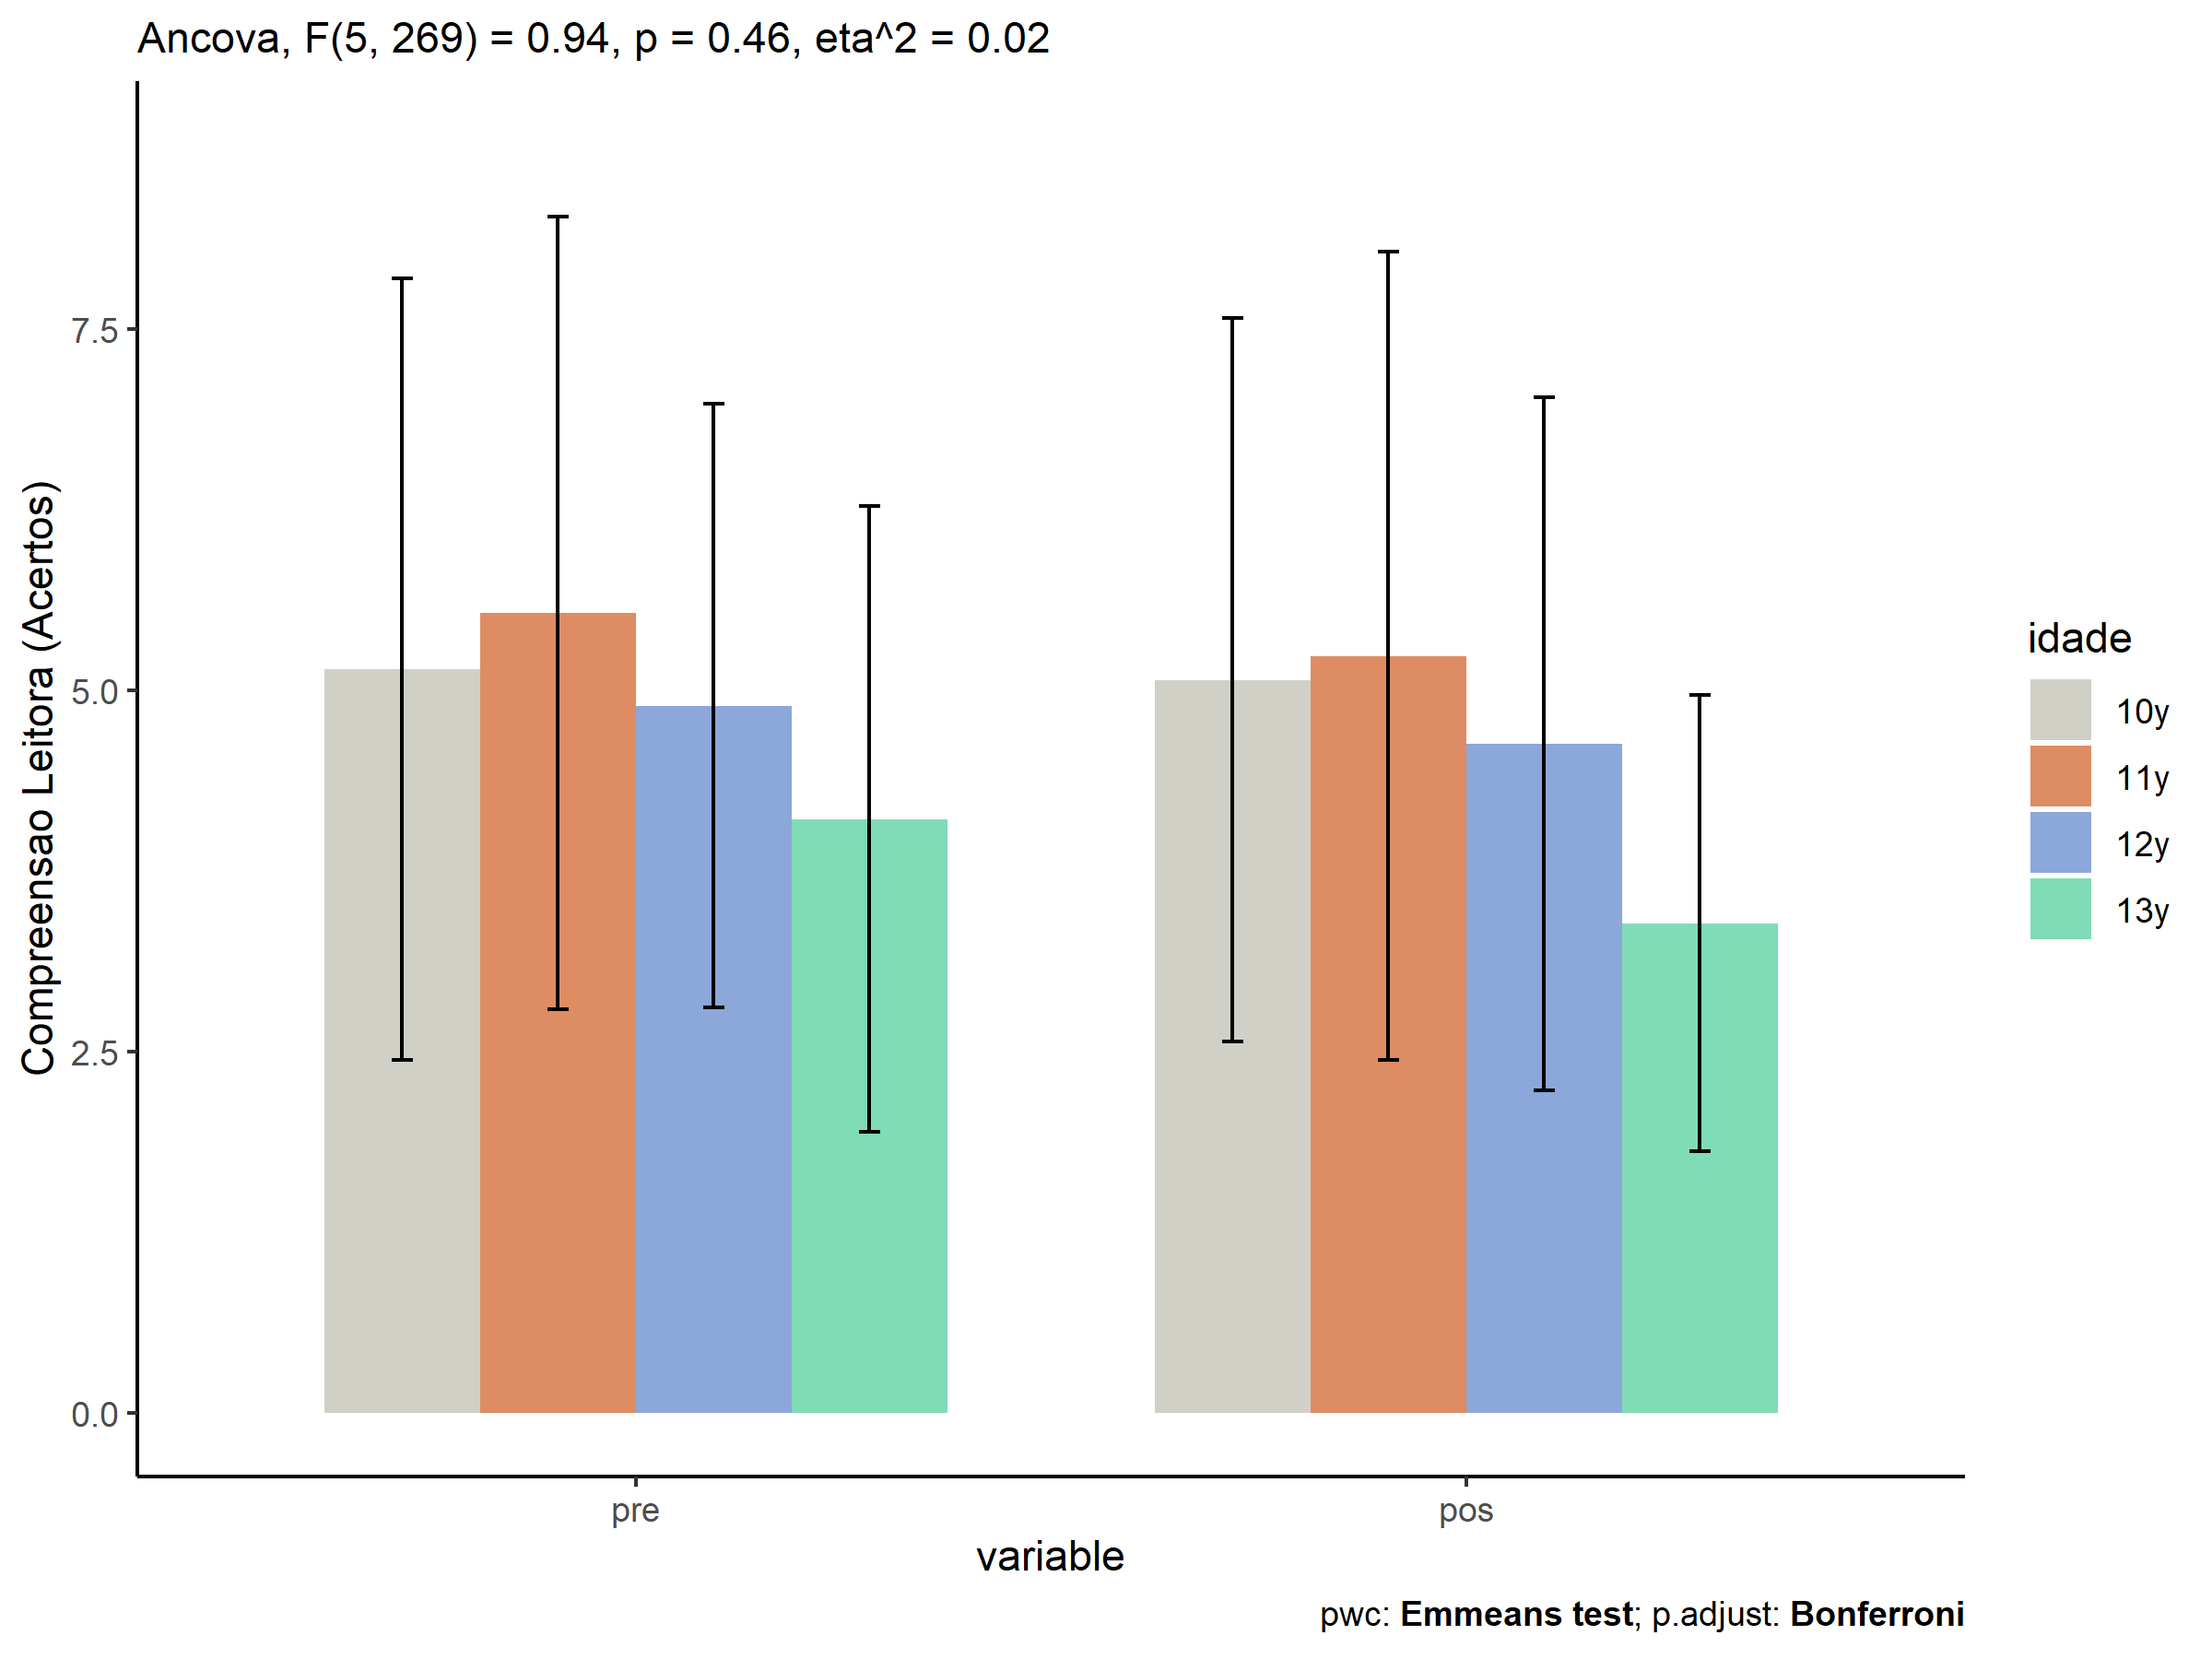 Ancova, F(5, 269) = 0.94, p = 0.46, eta^2 = 0.02
Compreensao Leitora (Acertos)
7.5
5.0
2.5
0.0
pre
pos
variable
idade
10y
11y
12y
13y
pwc: Emmeans test; p.adjust: Bonferroni